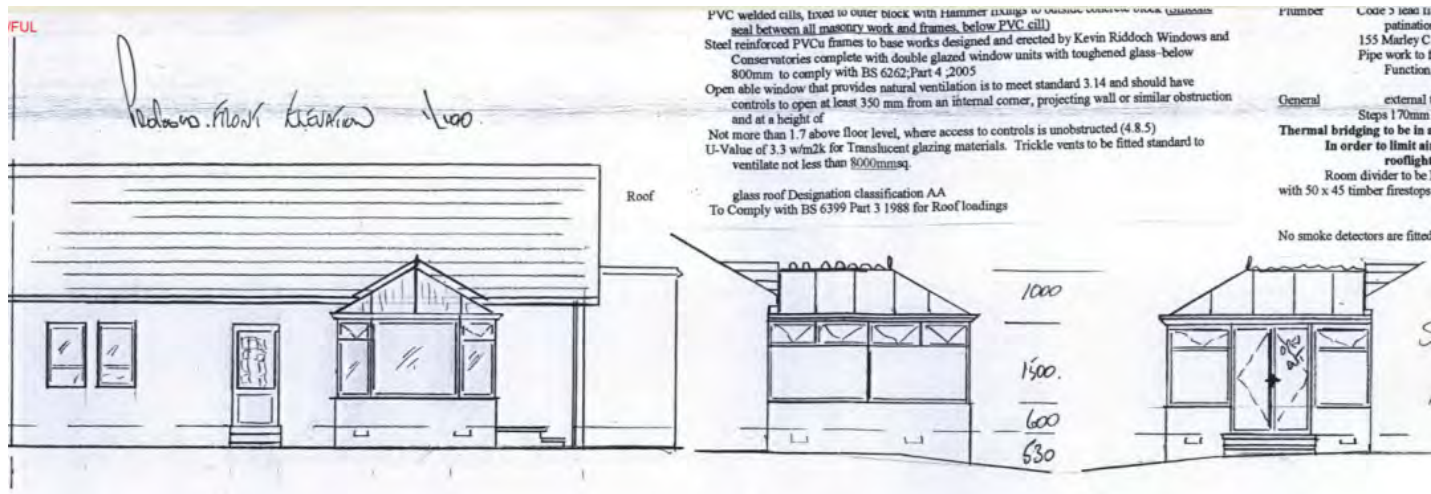 FUL
Proposed. FRONT ELEVATION 1/100.
PVC welded cills, fixed to outer block with Hammer fixings to outside concrete block
seal between all masonry work and frames, below PVC cill)
Steel reinforced PVCu frames to base works designed and erected by Kevin Riddoch Windows and
Conservatories complete with double glazed window units with toughened glass-below
800mm to comply with BS 6262;Part 4 ;2005
Open able window that provides natural ventilation is to meet standard 3.14 and should have
controls to open at least 350 mm from an internal corner, projecting wall or similar obstruction
and at a height of
Not more than 1.7 above floor level, where access to controls is unobstructed (4.8.5)
U-Value of 3.3 w/m2k for Translucent glazing materials. Trickle vents to be fitted standard to
ventilate not less than 8000mmsq.
Roof
glass roof Designation classification AA
To Comply with BS 6399 Part 3 1988 for Roof loadings
Plumber Code 5 lead
patination
155 Marley
Pipe work to
Function
General external
Steps 170mm
Thermal bridging to be in
In order to limit
rooflight
Room divider to be
with 50 x 45 timber firestops
No smoke detectors are fitted
1000
1500.
600
630
open
out